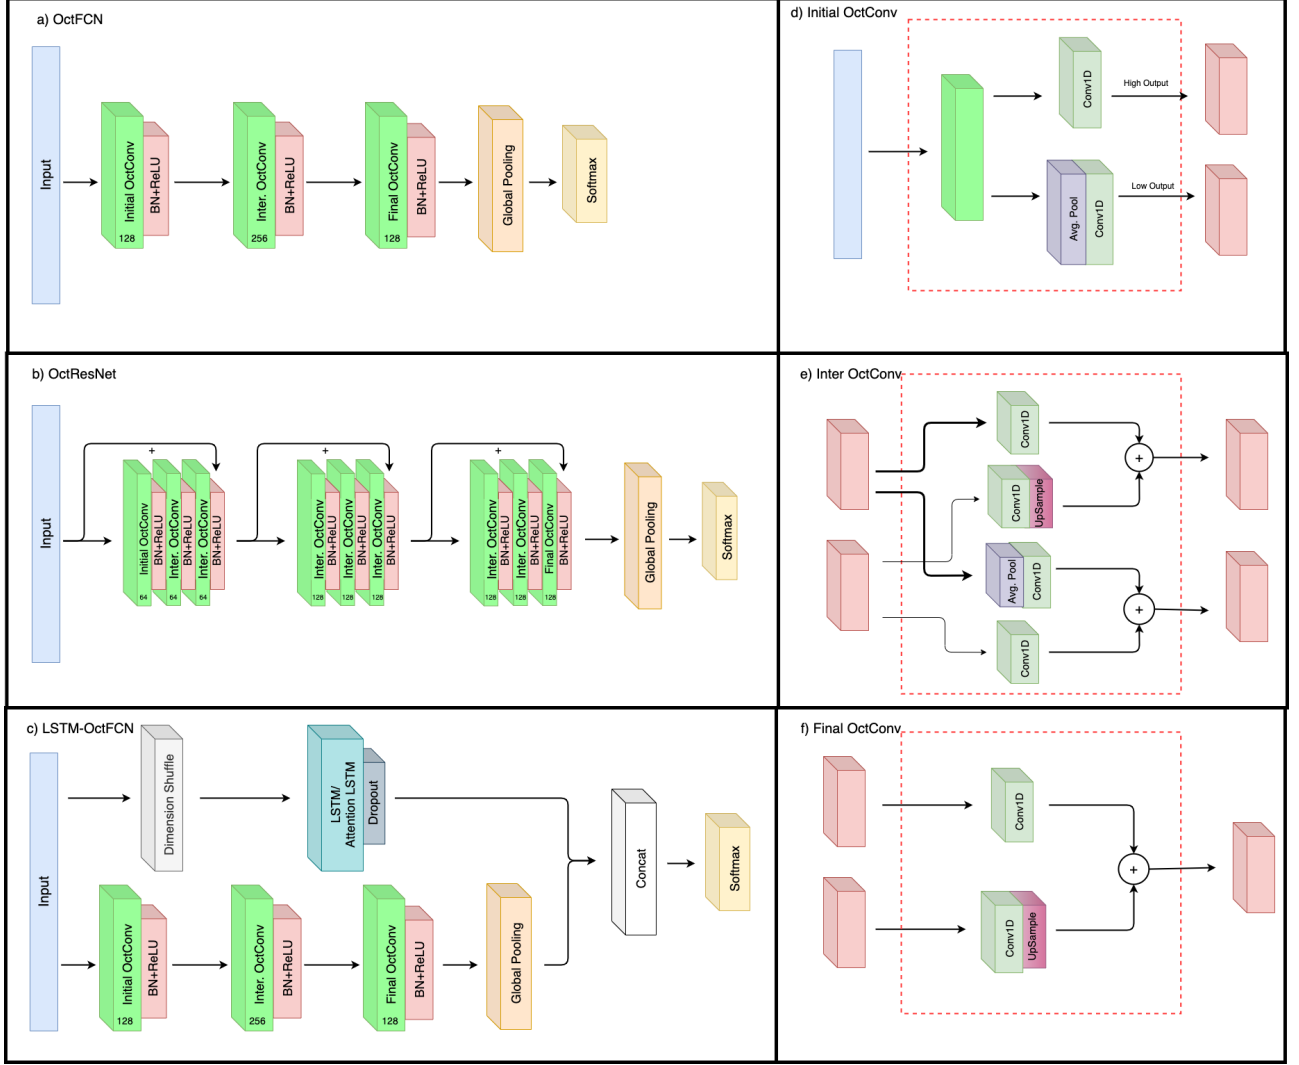 a) OctFCN
Input
Initial OctConv
128
BN+ReLU
Inter. OctConv
256
BN+ReLU
Final OctConv
128
BN+ReLU
Global Pooling
Softmax
d) Initial OctConv
Conv1D
High Output
Avg. Pool
Conv1D
Low Output
b) OctResNet
Input
+
Initial OctConv
64
BN+ReLU
Inter. OctConv
64
BN+ReLU
Inter. OctConv
64
BN+ReLU
+
Inter. OctConv
128
BN+ReLU
Inter. OctConv
128
BN+ReLU
Inter. OctConv
128
BN+ReLU
+
Inter. OctConv
128
BN+ReLU
Inter. OctConv
128
BN+ReLU
Final OctConv
128
BN+ReLU
Global Pooling
Softmax
e) Inter OctConv
Conv1D
Conv1D
UpSample
+
Avg. Pool
Conv1D
Conv1D
+
c) LSTM-OctFCN
Input
Dimension Shuffle
LSTM/
Attention LSTM
Dropout
Initial OctConv
128
BN+ReLU
Inter. OctConv
256
BN+ReLU
Final OctConv
128
BN+ReLU
Global Pooling
Concat
Softmax
f) Final OctConv
Conv1D
Conv1D
UpSample
+